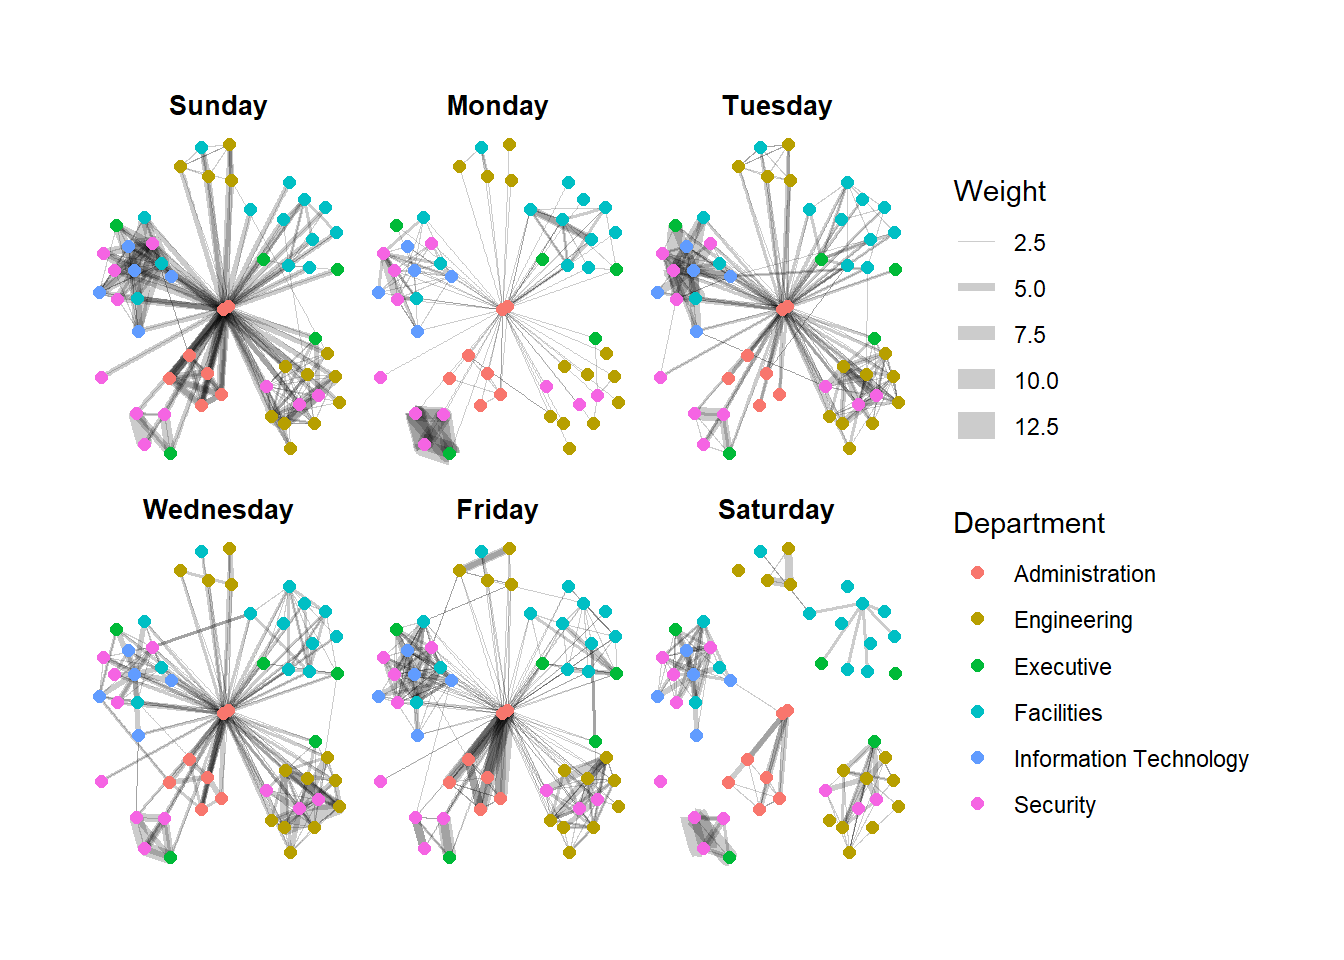 Sunday
Monday
Tuesday
Wednesday
Friday
Saturday
Weight
2.5
5.0
7.5
10.0
12.5
Department
Administration
Engineering
Executive
Facilities
Information Technology
Security